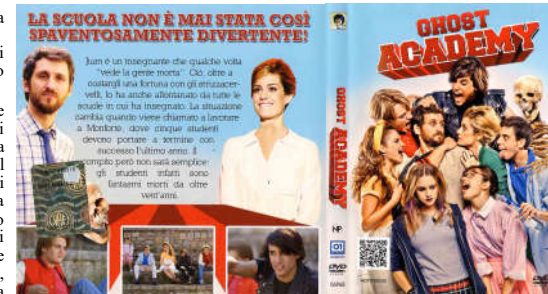 LA SCUOLA NON È MAI STATA COSÌ
SPAVENTOSAMENTE DIVERTENTE!
Juan è un insegnante che qualche volta
"vede la gente morta". Ciò, oltre a
costargli una fortuna con gli strizzacer-
velli, lo ha anche allontanato da tutte le
scuole in cui ha insegnato. La situazione
cambia quando viene chiamato a lavorare
a Monforte, dove cinque studenti
devono portare a termine con
successo l'ultimo anno. Il
compito però non sarà semplice:
gli studenti infatti sono
fantasmi morti da oltre
vent'anni.
GHOST
ACADEMY
HP
01
DVD
GHOST
ACADEMY